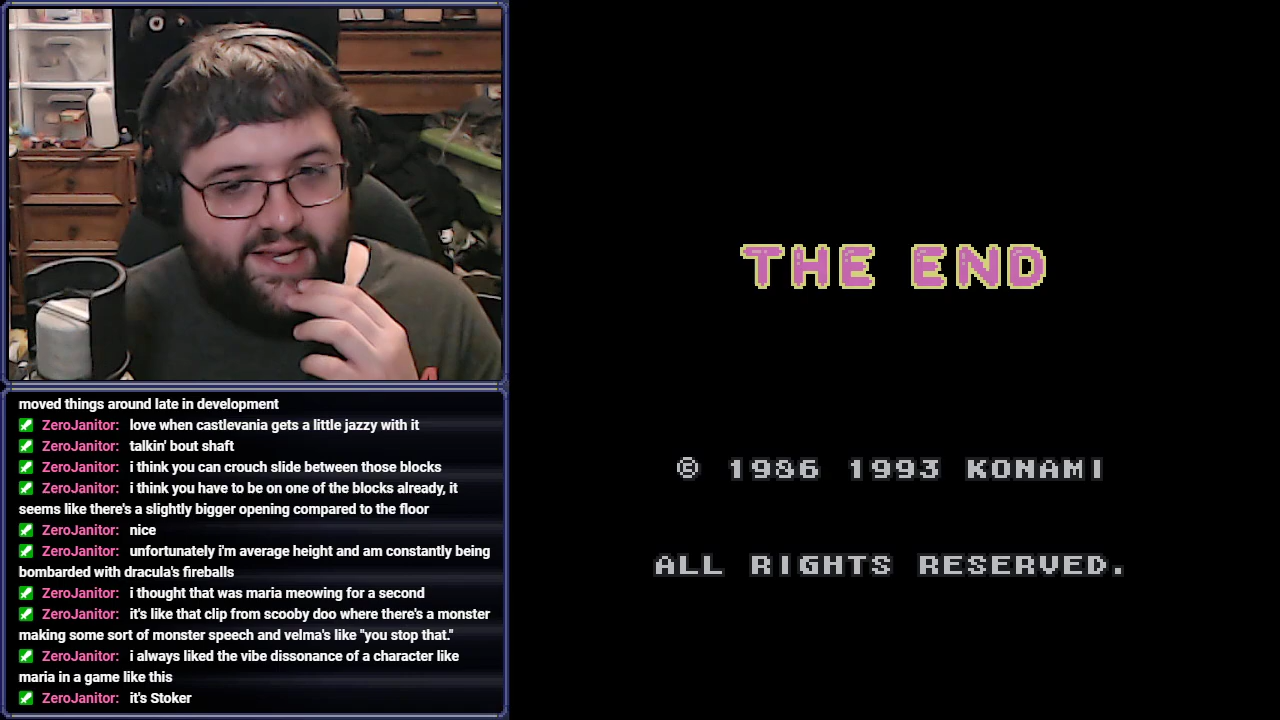 moved things around late in development
ZeroJanitor: love when castlevania gets a little jazzy with it
ZeroJanitor: talkin' bout shaft
ZeroJanitor: i think you can crouch slide between those blocks
ZeroJanitor: i think you have to be on one of the blocks already, it
seems like there's a slightly bigger opening compared to the floor
ZeroJanitor: nice
ZeroJanitor: unfortunately i'm average height and am constantly being
bombarded with dracula's fireballs
ZeroJanitor: i thought that was maria meowing for a second
ZeroJanitor: it's like that clip from scooby doo where there's a monster
making some sort of monster speech and velma's like "you stop that."
ZeroJanitor: i always liked the vibe dissonance of a character like
maria in a game like this
ZeroJanitor: it's Stoker
THE END
© 1986 1993 KONAMI
ALL RIGHTS RESERVED.